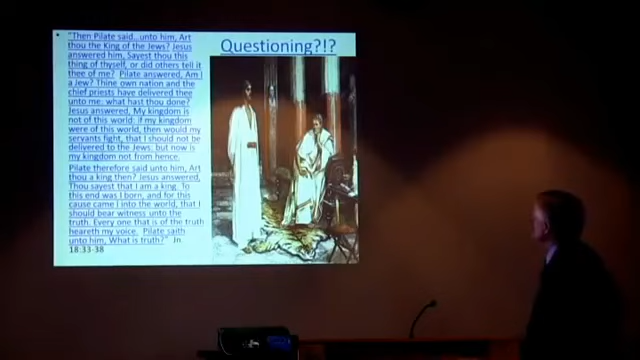 Questioning?!?
• "Then Pilate said...unto him, Art
thou the King of the Jews? Jesus
answered him, Sayest thou this
thing of thyself, or did others tell it
thee of me? Pilate answered, Am I
a Jew? Thine own nation and the
chief priests have delivered thee
unto me: what hast thou done?
Jesus answered, My kingdom is
not of this world: if my kingdom
were of this world, then would my
servants fight, that I should not be
delivered to the Jews: but now is
my kingdom not from hence.
Pilate therefore said unto him, Art
thou a king then? Jesus answered,
Thou sayest that I am a king. To
this end was I born, and for this
cause came I into the world, that I
should bear witness unto the
truth. Every one that is of the truth
heareth my voice. Pilate saith
unto him, What is truth?" Jn.
18:33-38